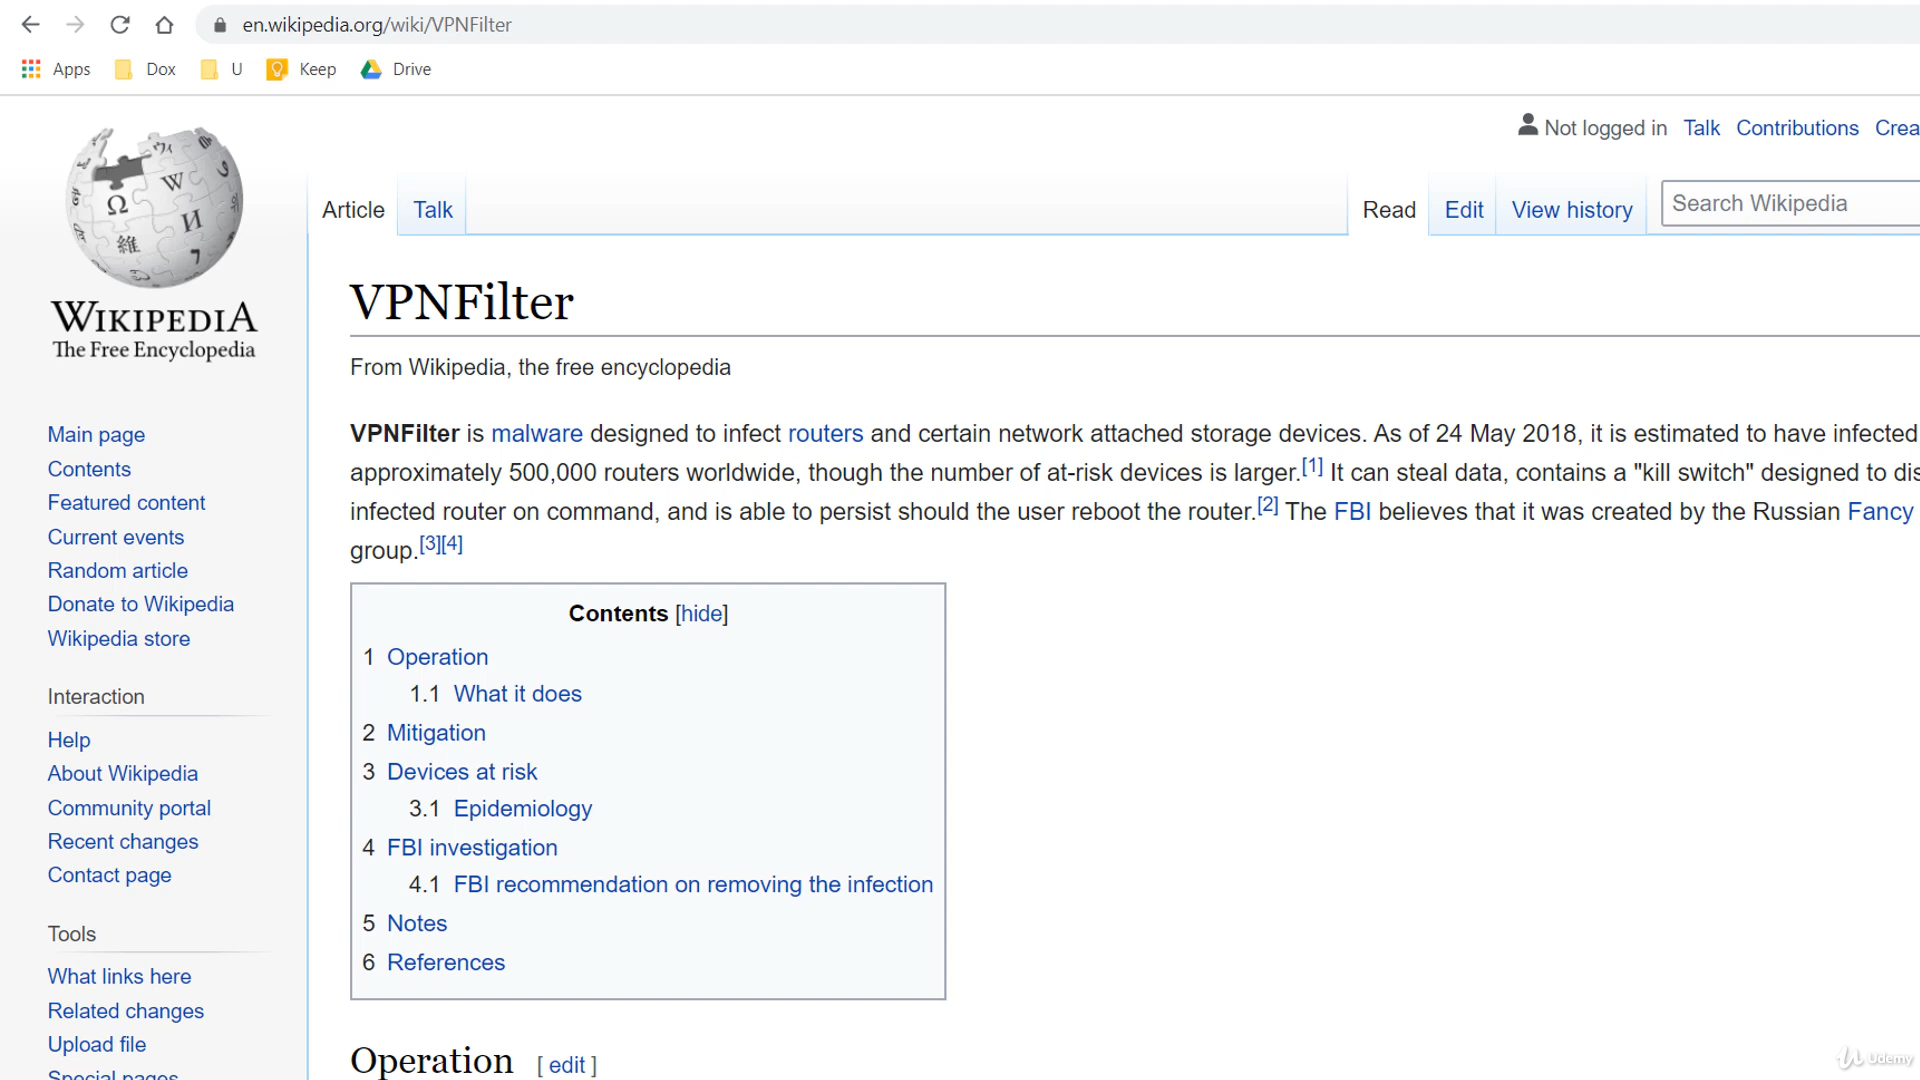 en.wikipedia.org/wiki/VPNFilter
Apps Dox U Keep Drive
Not logged in Talk Contributions
Article Talk Read Edit View history Search Wikipedia
WIKIPEDIA
The Free Encyclopedia
Main page
Contents
Featured content
Current events
Random article
Donate to Wikipedia
Wikipedia store
Interaction
Help
About Wikipedia
Community portal
Recent changes
Contact page
Tools
What links here
Related changes
Upload file
Special pages
VPNFilter
From Wikipedia, the free encyclopedia
VPNFilter is malware designed to infect routers and certain network attached storage devices. As of 24 May 2018, it is estimated to have infected
approximately 500,000 routers worldwide, though the number of at-risk devices is larger.[1] It can steal data, contains a "kill switch" designed to
infected router on command, and is able to persist should the user reboot the router.[2] The FBI believes that it was created by the Russian Fancy
group.[3][4]
Contents [hide]
1 Operation
1.1 What it does
2 Mitigation
3 Devices at risk
3.1 Epidemiology
4 FBI investigation
4.1 FBI recommendation on removing the infection
5 Notes
6 References
Operation [ edit ]
Udemy